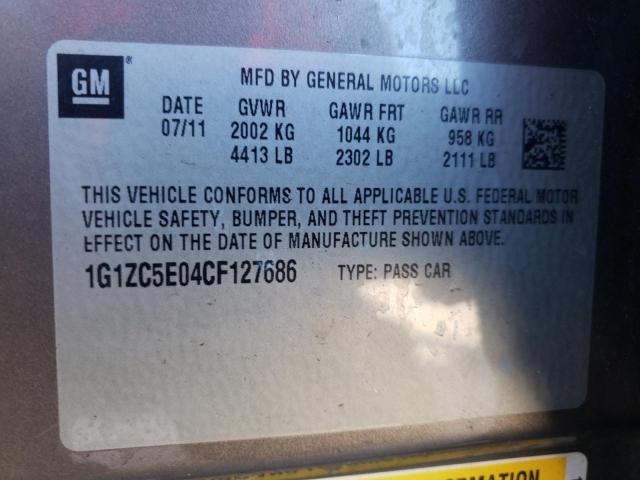 GM ®
MFD BY GENERAL MOTORS LLC
DATE GVWR GAWR FRT GAWR RR
07/11 2002 KG 1044 KG 958 KG
4413 LB 2302 LB 2111 LB
THIS VEHICLE CONFORMS TO ALL APPLICABLE U.S. FEDERAL MOTOR
VEHICLE SAFETY, BUMPER, AND THEFT PREVENTION STANDARDS IN
EFFECT ON THE DATE OF MANUFACTURE SHOWN ABOVE.
1G1ZC5E04CF127686 TYPE: PASS CAR
INFORMATION